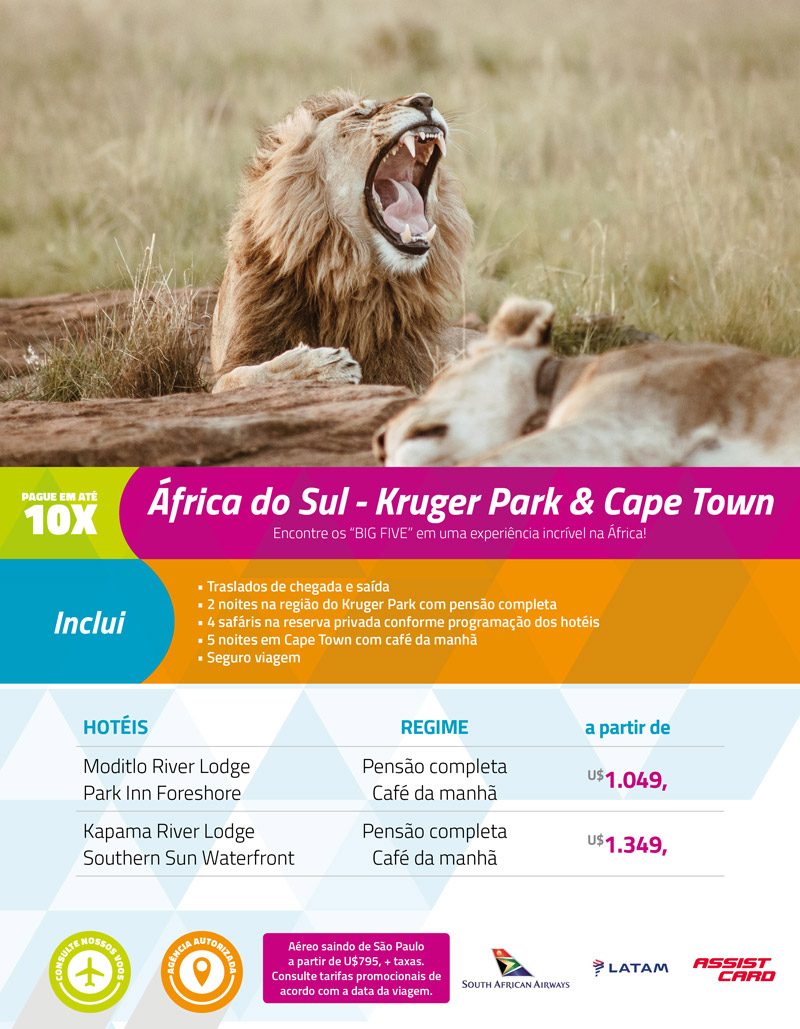 PAGUE EM ATÉ
10X
África do Sul - Kruger Park & Cape Town
Encontre os “BIG FIVE” em uma experiência incrível na África!
Inclui
• Traslados de chegada e saída
• 2 noites na região do Kruger Park com pensão completa
• 4 safáris na reserva privada conforme programação dos hotéis
• 5 noites em Cape Town com café da manhã
• Seguro viagem
HOTÉIS REGIME a partir de
Moditlo River Lodge Pensão completa
Park Inn Foreshore Café da manhã
U$1.049,
Kapama River Lodge Pensão completa
Southern Sun Waterfront Café da manhã
U$1.349,
CONSULTE NOSSOS VOOS
AGÊNCIA AUTORIZADA
Aéreo saindo de São Paulo
a partir de U$795, + taxas.
Consulte tarifas promocionais de
acordo com a data da viagem.
SOUTH AFRICAN AIRWAYS
LATAM
ASSIST
CARD